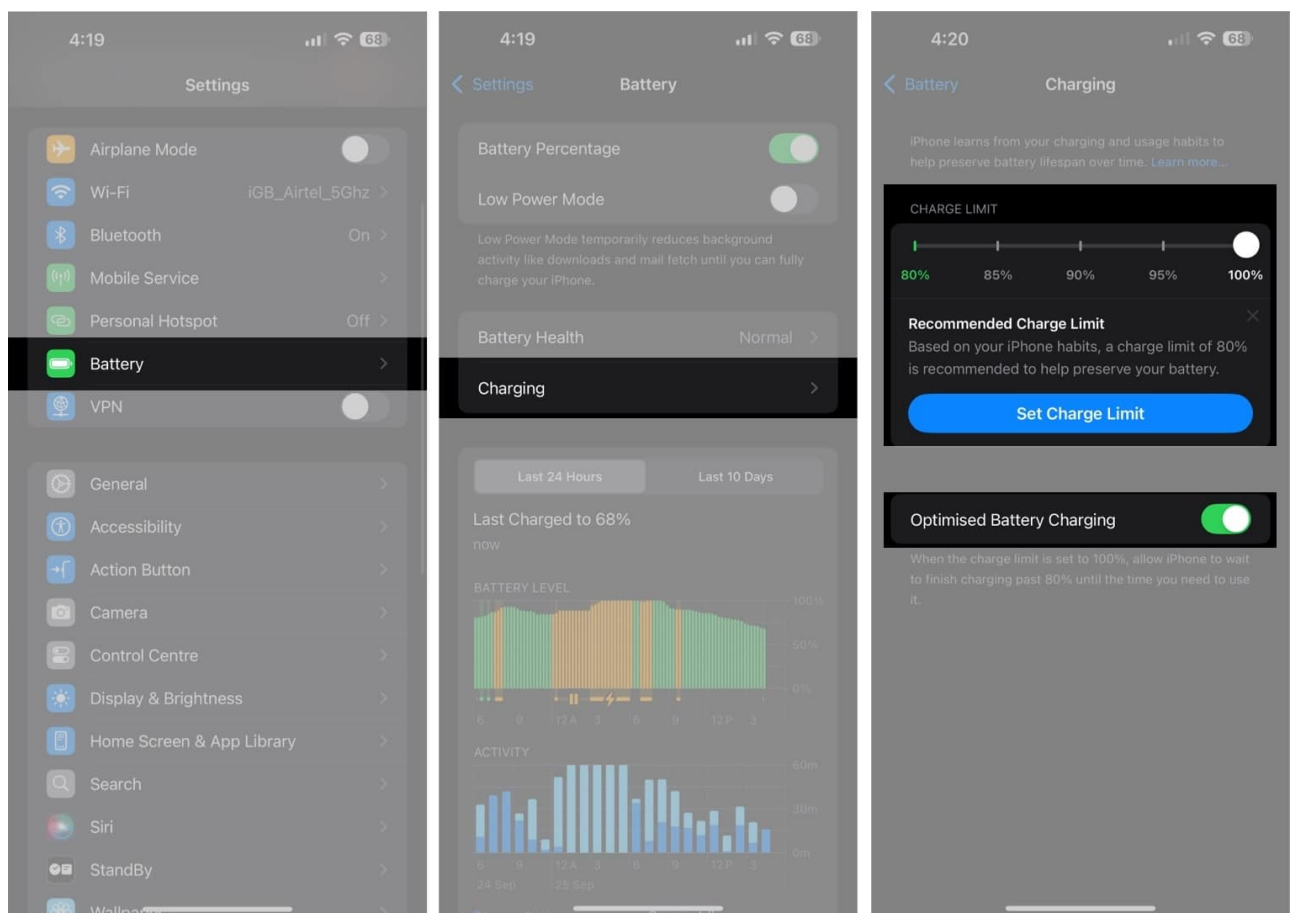 4:19
68
Settings
Airplane Mode
Wi-Fi iGB_Airtel_5Ghz
Bluetooth On
Mobile Service
Personal Hotspot Off
Battery
VPN
General
Accessibility
Action Button
Camera
Control Centre
Display & Brightness
Home Screen & App Library
Search
Siri
StandBy
4:19
68
Settings Battery
Battery Percentage
Low Power Mode
Low Power Mode temporarily reduces background
activity like downloads and mail fetch until you can fully
charge your iPhone.
Battery Health Normal
Charging
Last 24 Hours Last 10 Days
Last Charged to 68%
now
BATTERY LEVEL
100%
50%
0%
6 9 12 A 3 6 9 12 P 3
ACTIVITY
60m
30m
0m
6 9 12 A 3 6 9 12 P 3
24 Sep 25 Sep
4:20
68
Battery Charging
iPhone learns from your charging and usage habits to
help preserve battery lifespan over time. Learn more...
CHARGE LIMIT
80% 85% 90% 95% 100%
Recommended Charge Limit
Based on your iPhone habits, a charge limit of 80%
is recommended to help preserve your battery.
Set Charge Limit
Optimised Battery Charging
When the charge limit is set to 100%, allow iPhone to wait
to finish charging past 80% until the time you need to use
it.